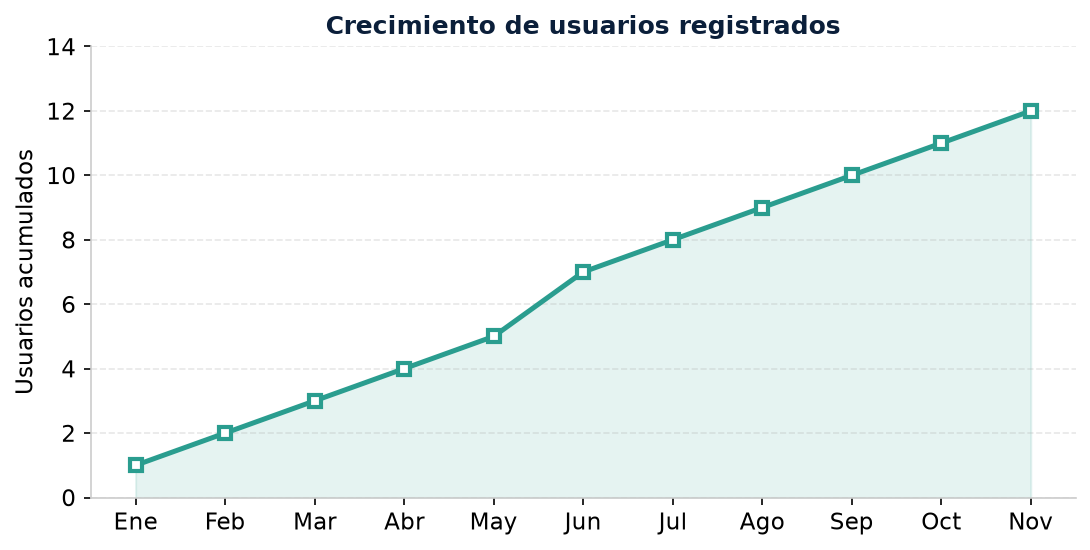 Crecimiento de usuarios registrados
Usuarios acumulados
14
12
10
8
6
4
2
0
Ene Feb Mar Abr May Jun Jul Ago Sep Oct Nov